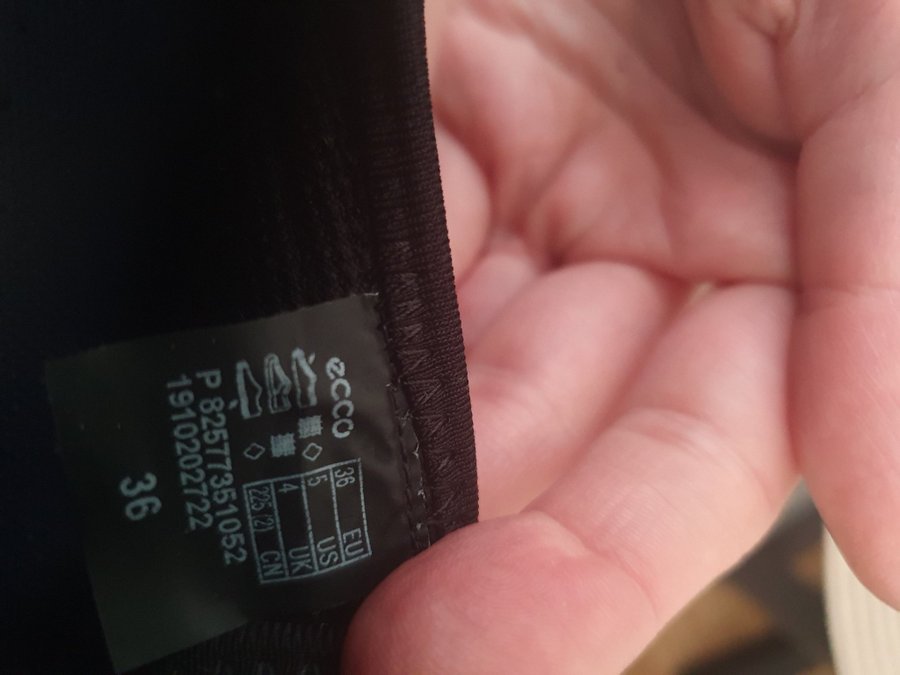 ecco
36 EU
5 US
4 UK
225 (2) CN
P 82577351052
1910202722
36